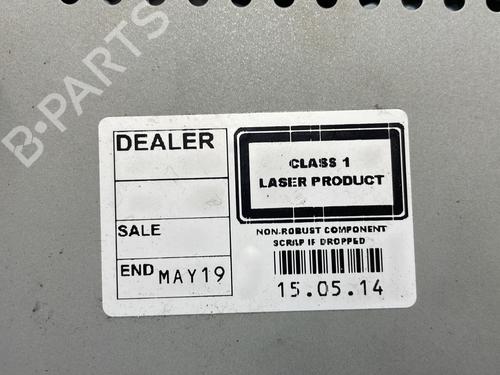 B-PARTS
DEALER
SALE
END MAY19
CLASS 1
LASER PRODUCT
NON-ROBUST COMPONENT
SCRAP IF DROPPED
15.05.14